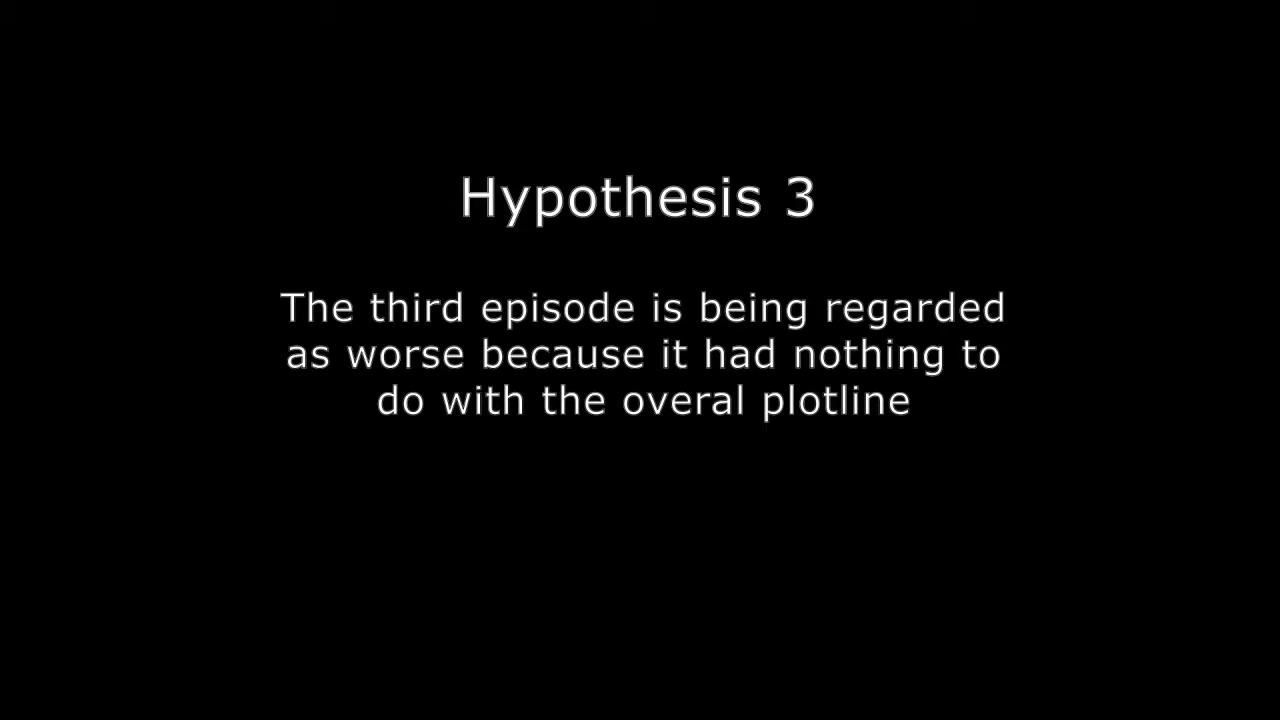 Hypothesis 3
The third episode is being regarded
as worse because it had nothing to
do with the overal plotline